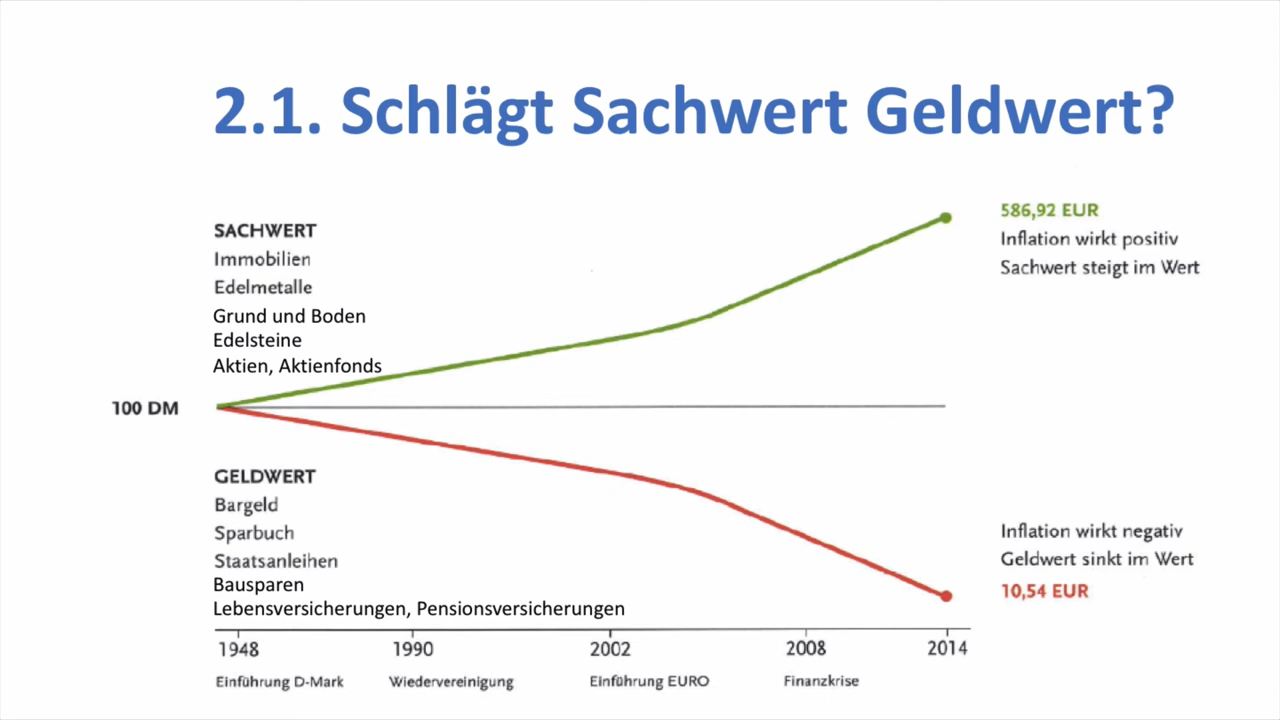 2.1. Schlägt Sachwert Geldwert?
SACHWERT
Immobilien
Edelmetalle
Grund und Boden
Edelsteine
Aktien, Aktienfonds
586,92 EUR
Inflation wirkt positiv
Sachwert steigt im Wert
100 DM
GELDWERT
Bargeld
Sparbuch
Staatsanleihen
Bausparen
Lebensversicherungen, Pensionsversicherungen
Inflation wirkt negativ
Geldwert sinkt im Wert
10,54 EUR
1948 1990 2002 2008 2014
Einführung D-Mark Wiedervereinigung Einführung EURO Finanzkrise